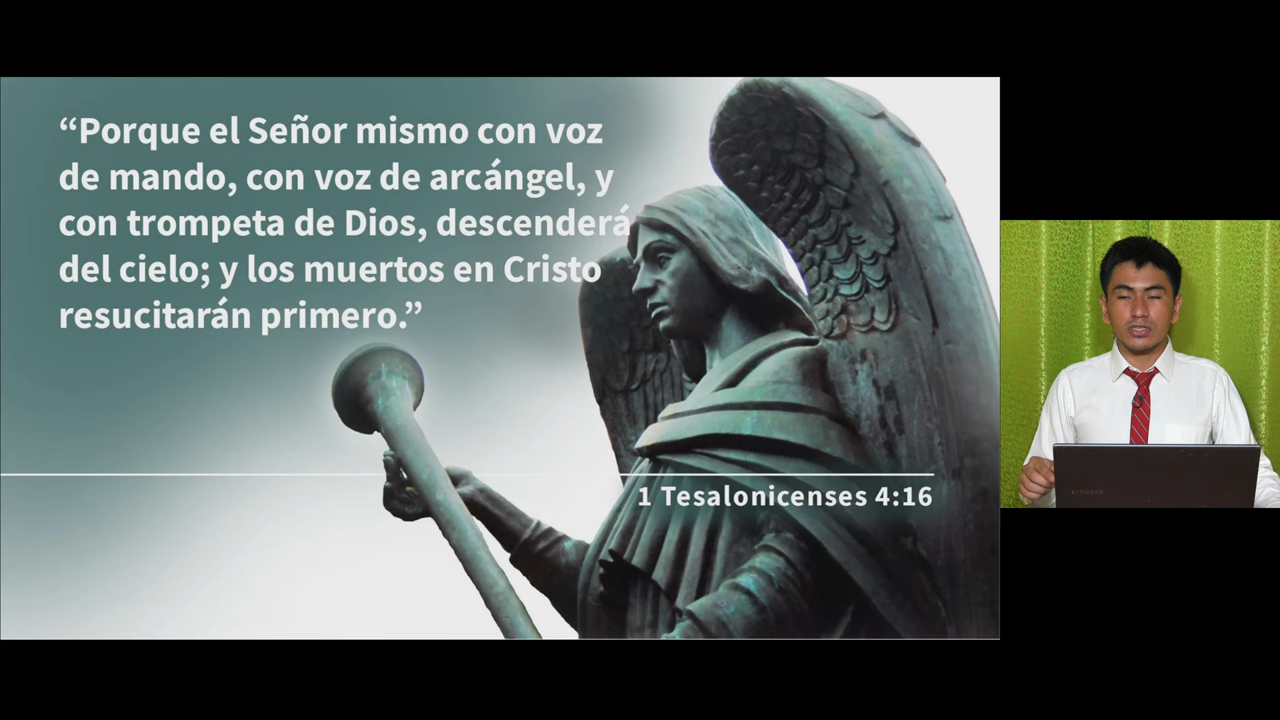 “Porque el Señor mismo con voz
de mando, con voz de arcángel, y
con trompeta de Dios, descenderá
del cielo; y los muertos en Cristo
resucitarán primero.”
1 Tesalonicenses 4:16